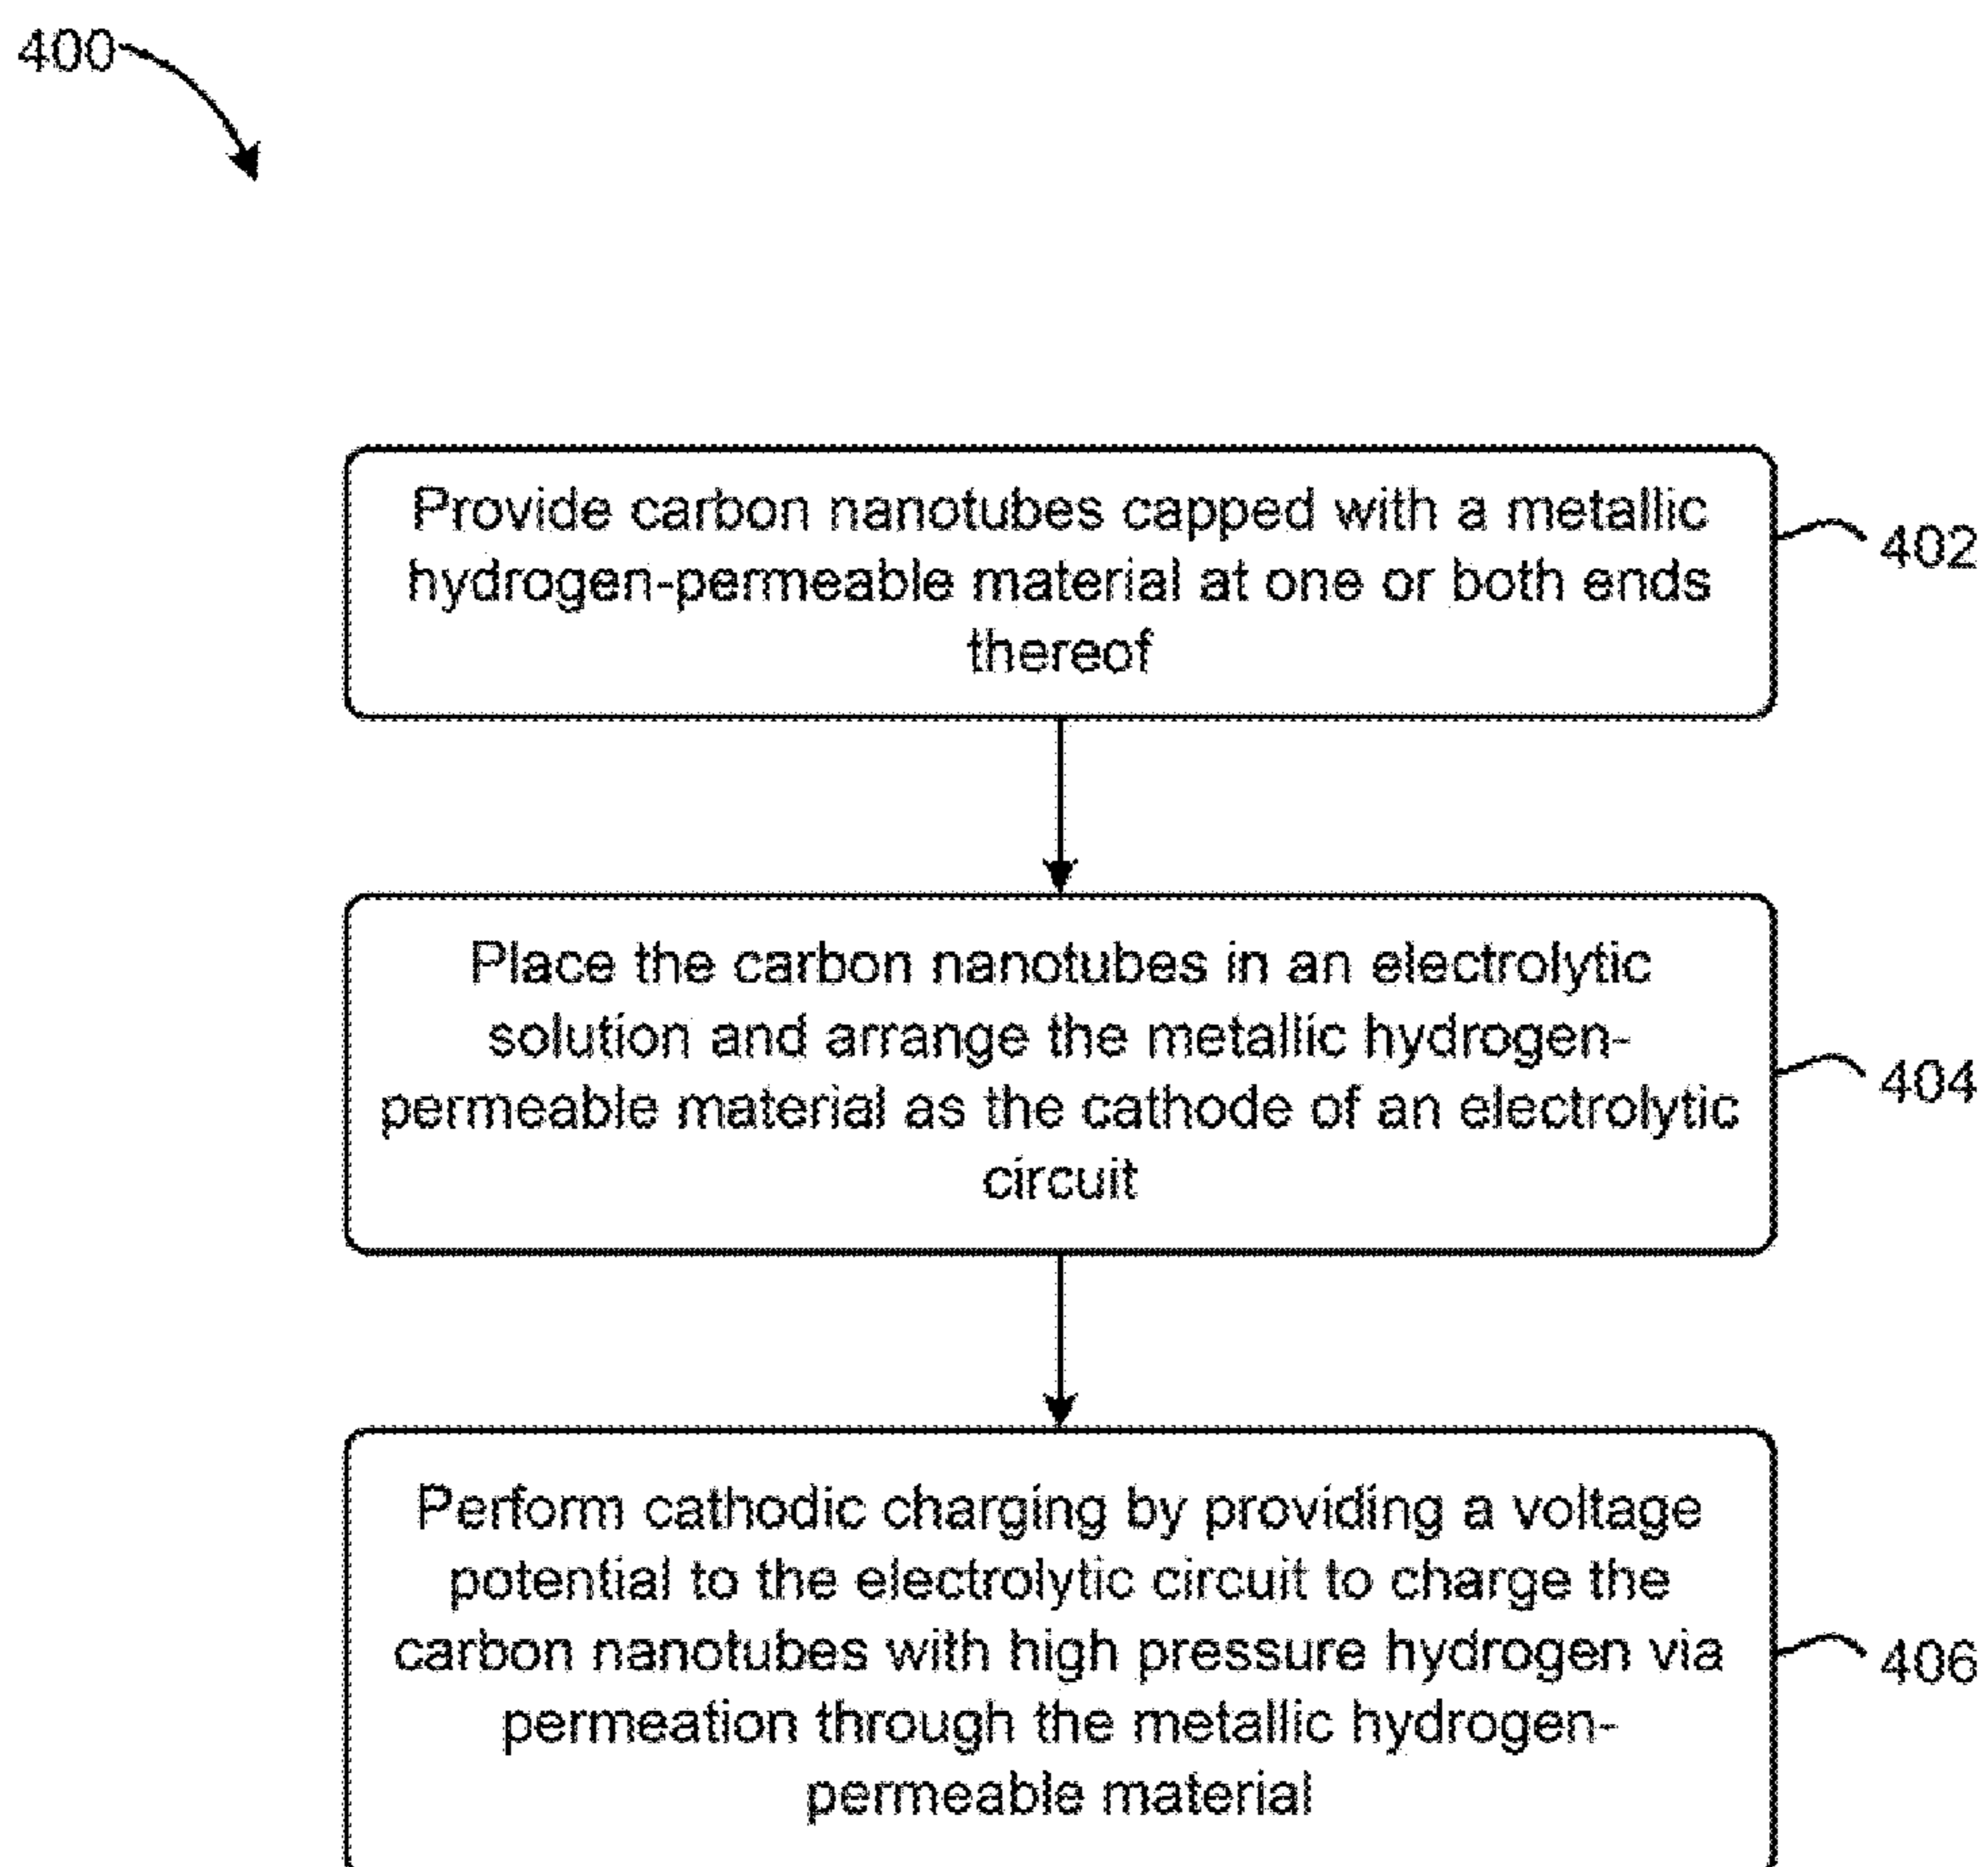 400
Provide carbon nanotubes capped with a metallic
hydrogen-permeable material at one or both ends
thereof
402
Place the carbon nanotubes in an electrolytic
solution and arrange the metallic hydrogen-
permeable material as the cathode of an electrolytic
circuit
404
Perform cathodic charging by providing a voltage
potential to the electrolytic circuit to charge the
carbon nanotubes with high pressure hydrogen via
permeation through the metallic hydrogen-
permeable material
406